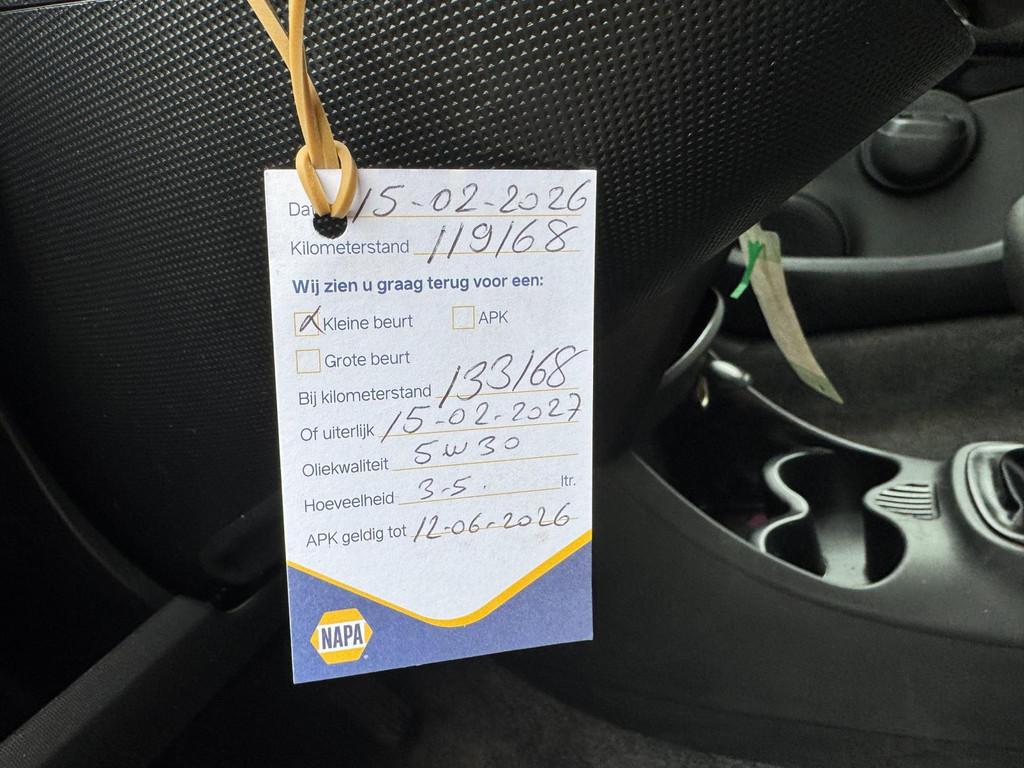 Da 15-02-2026
Kilometerstand 119168
Wij zien u graag terug voor een:
Kleine beurt APK
Grote beurt
Bij kilometerstand 133168
Of uiterlijk 15-02-2027
Oliekwaliteit 5w30
Hoeveelheid 3-5. ltr.
APK geldig tot 12-06-2026
NAPA